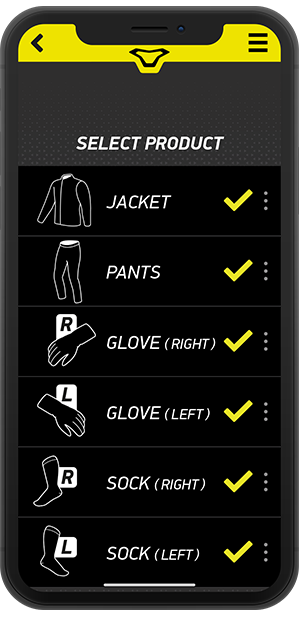 SELECT PRODUCT
JACKET
PANTS
R
GLOVE (RIGHT)
L
GLOVE (LEFT)
R
SOCK (RIGHT)
L
SOCK (LEFT)